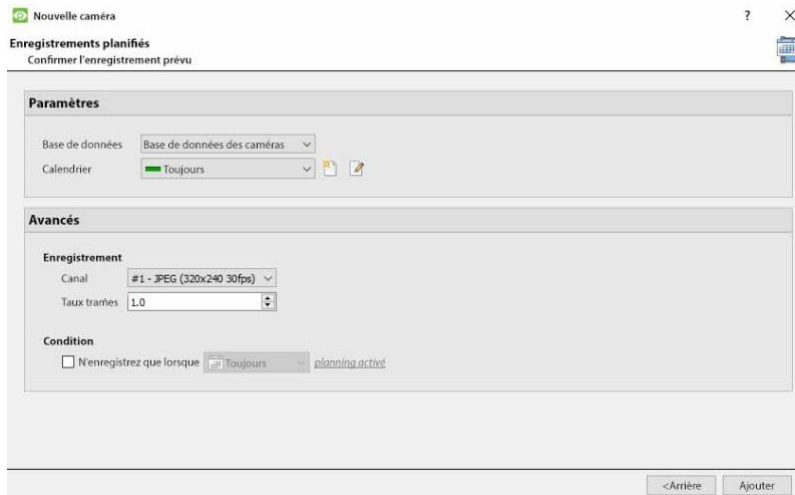 Nouvelle caméra ?
Enregistrements planifiés
Confirmer l'enregistrement prévu
Paramètres
Base de données Base de données des caméras
Calendrier Toujours
Avancés
Enregistrement
Canal #1 - JPEG (320x240 30fps)
Taux trames 1.0
Condition
N'enregistrez que lorsque Toujours planning activé
<Arrière Ajouter